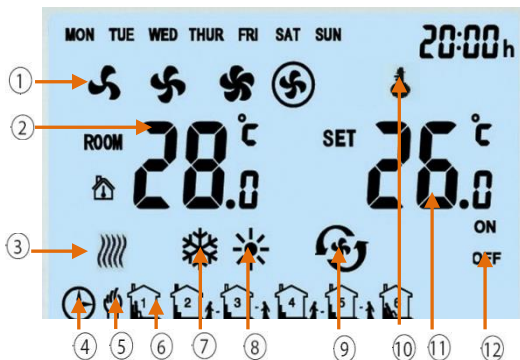 MON TUE WED THUR FRI SAT SUN 20:00h
1
2 ROOM 28.0°C SET 26.0°C
3 ON
OFF
1 2 3 4 5 6
4 5 6 7 8 9 10 11 12